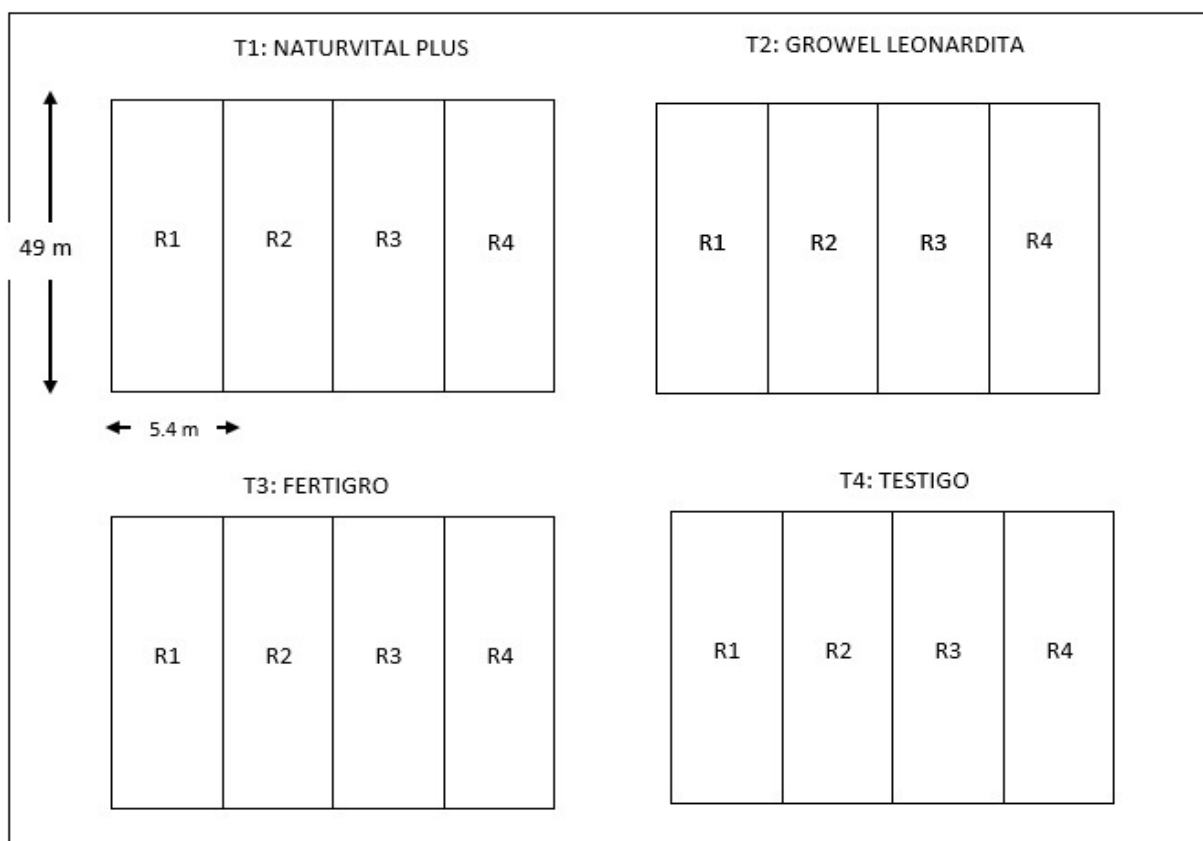 T1: NATURVITAL PLUS
T2: GROWEL LEONARDITA
49 m
R1 R2 R3 R4
R1 R2 R3 R4
5.4 m
T3: FERTIGRO
T4: TESTIGO
R1 R2 R3 R4
R1 R2 R3 R4